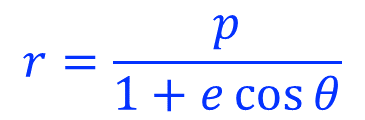 r = p / (1 + e cos θ)